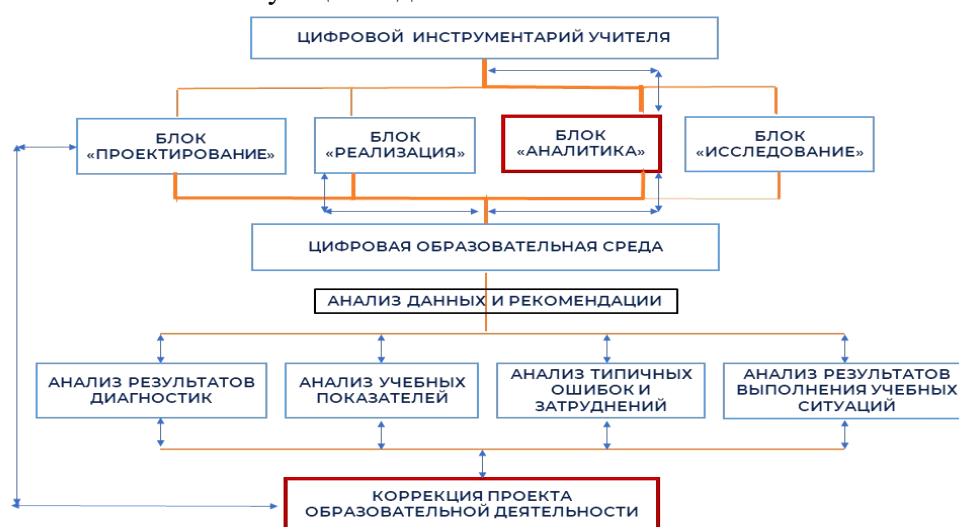 ЦИФРОВОЙ ИНСТРУМЕНТАРИЙ УЧИТЕЛЯ
БЛОК
«ПРОЕКТИРОВАНИЕ»
БЛОК
«РЕАЛИЗАЦИЯ»
БЛОК
«АНАЛИТИКА»
БЛОК
«ИССЛЕДОВАНИЕ»
ЦИФРОВАЯ ОБРАЗОВАТЕЛЬНАЯ СРЕДА
АНАЛИЗ ДАННЫХ И РЕКОМЕНДАЦИИ
АНАЛИЗ РЕЗУЛЬТАТОВ
ДИАГНОСТИК
АНАЛИЗ УЧЕБНЫХ
ПОКАЗАТЕЛЕЙ
АНАЛИЗ ТИПИЧНЫХ
ОШИБОК И
ЗАТРУДНЕНИЙ
АНАЛИЗ РЕЗУЛЬТАТОВ
ВЫПОЛНЕНИЯ УЧЕБНЫХ
СИТУАЦИЙ
КОРРЕКЦИЯ ПРОЕКТА
ОБРАЗОВАТЕЛЬНОЙ ДЕЯТЕЛЬНОСТИ